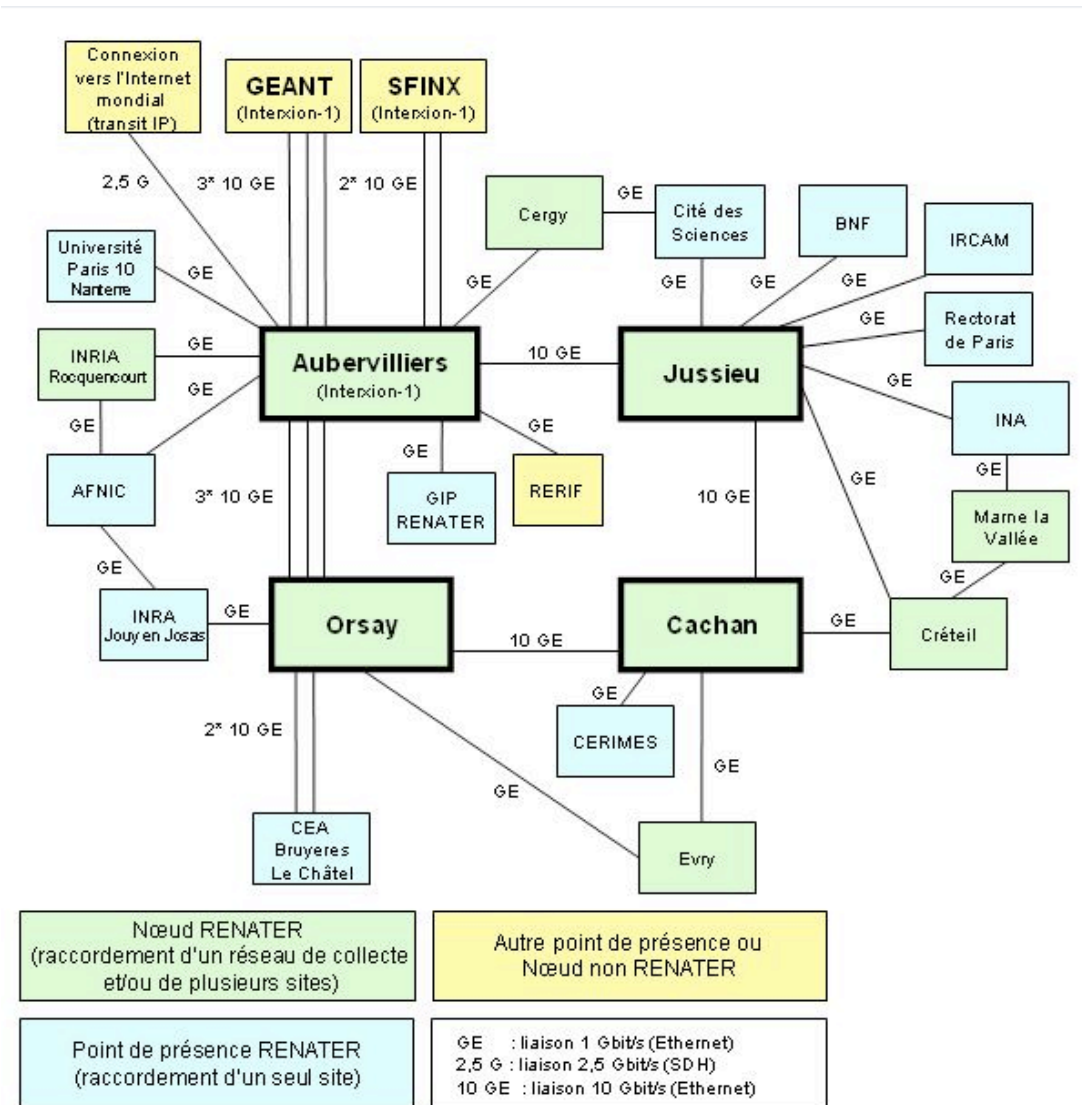 Connexion
vers l'Internet
mondial
(transit IP)
GEANT
(Interxion-1)
SFINX
(Interxion-1)
2,5 G
3* 10 GE
2* 10 GE
Cergy
GE
Cité des
Sciences
BNF
IRCAM
Université
Paris 10
Nanterre
GE
GE
GE
GE
GE
GE
Rectorat
de Paris
INRIA
Rocquencourt
GE
Aubervilliers
(Interxion-1)
10 GE
Jussieu
GE
GE
INA
GE
GE
GE
GE
AFNIC
3* 10 GE
GIP
RENATER
RERIF
10 GE
GE
Marne la
Vallée
GE
GE
INRA
Jouy en Josas
GE
Orsay
10 GE
Cachan
GE
Créteil
GE
2* 10 GE
CERIMES
GE
GE
CEA
Bruyeres
Le Châtel
Evry
Nœud RENATER
(raccordement d'un réseau de collecte
et/ou de plusieurs sites)
Autre point de présence ou
Nœud non RENATER
Point de présence RENATER
(raccordement d'un seul site)
GE : liaison 1 Gbit/s (Ethernet)
2,5 G : liaison 2,5 Gbit/s (SDH)
10 GE : liaison 10 Gbit/s (Ethernet)